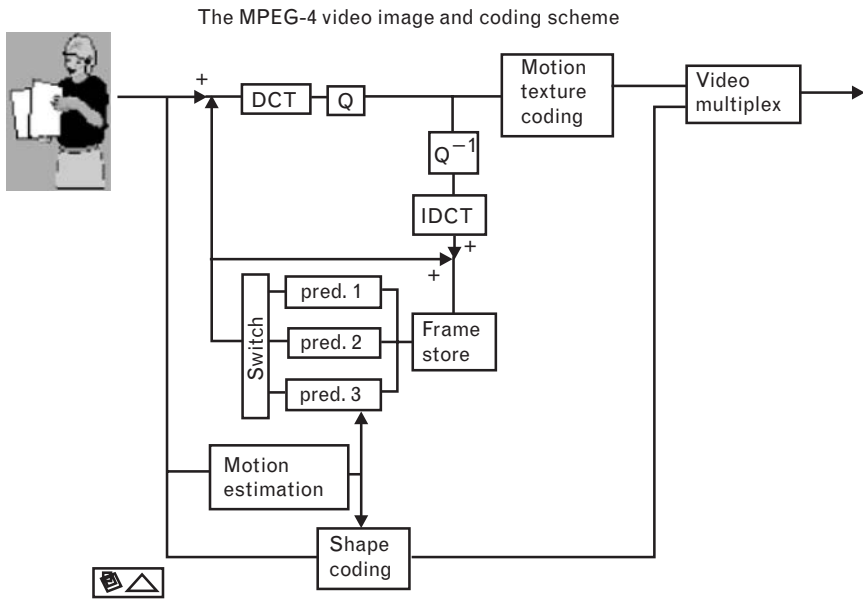 The MPEG-4 video image and coding scheme
+
DCT
Q
Motion
texture
coding
Video
multiplex
Q⁻¹
IDCT
+
+
Switch
pred. 1
pred. 2
pred. 3
Frame
store
Motion
estimation
Shape
coding